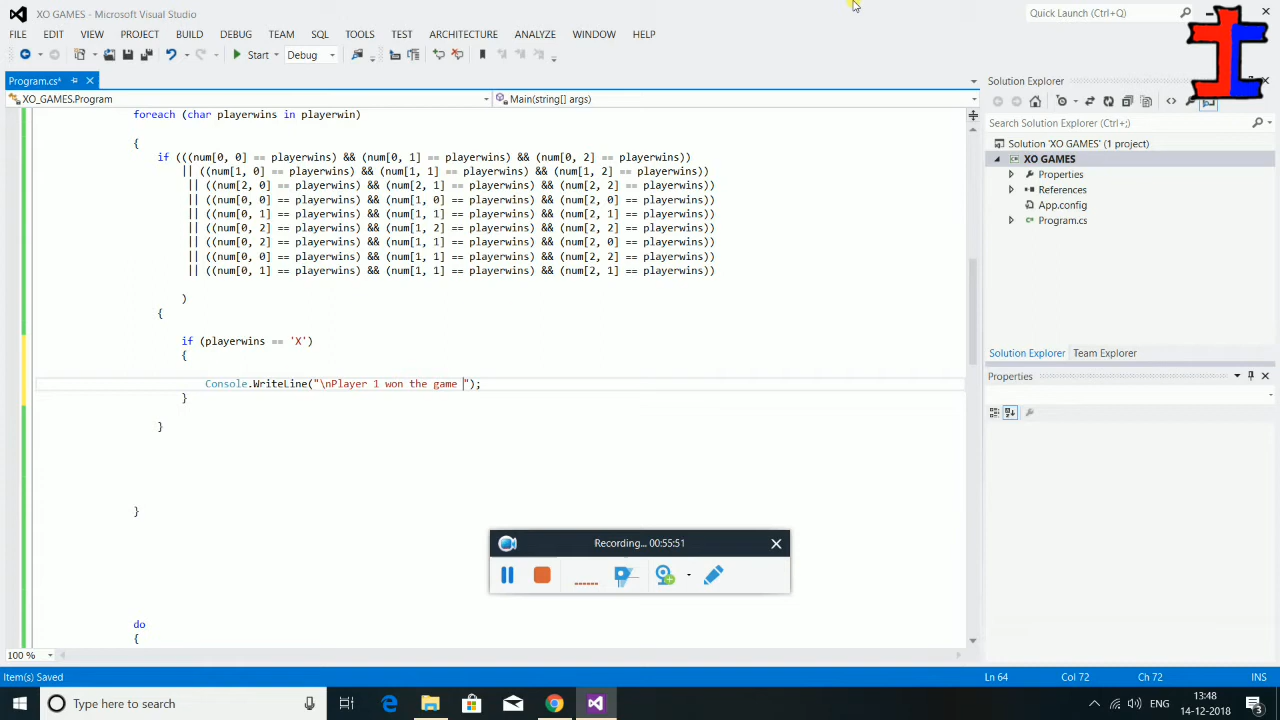 XO GAMES - Microsoft Visual Studio
Quick Launch (Ctrl+;)
FILE EDIT VIEW PROJECT BUILD DEBUG TEAM SQL TOOLS TEST ARCHITECTURE ANALYZE WINDOW HELP
Start Debug
Program.cs*
XO_GAMES.Program Main(string[] args)
foreach (char playerwins in playerwin)
{
if (((num[0, 0] == playerwins) && (num[0, 1] == playerwins) && (num[0, 2] == playerwins))
|| ((num[1, 0] == playerwins) && (num[1, 1] == playerwins) && (num[1, 2] == playerwins))
|| ((num[2, 0] == playerwins) && (num[2, 1] == playerwins) && (num[2, 2] == playerwins))
|| ((num[0, 0] == playerwins) && (num[1, 0] == playerwins) && (num[2, 0] == playerwins))
|| ((num[0, 1] == playerwins) && (num[1, 1] == playerwins) && (num[2, 1] == playerwins))
|| ((num[0, 2] == playerwins) && (num[1, 2] == playerwins) && (num[2, 2] == playerwins))
|| ((num[0, 2] == playerwins) && (num[1, 1] == playerwins) && (num[2, 0] == playerwins))
|| ((num[0, 0] == playerwins) && (num[1, 1] == playerwins) && (num[2, 2] == playerwins))
|| ((num[0, 1] == playerwins) && (num[1, 1] == playerwins) && (num[2, 1] == playerwins))
)
{
if (playerwins == 'X')
{
Console.WriteLine("\nPlayer 1 won the game ");
}
}
}
do
{
100 %
Solution Explorer
Search Solution Explorer (Ctrl+;)
Solution 'XO GAMES' (1 project)
XO GAMES
Properties
References
App.config
Program.cs
Solution Explorer Team Explorer
Properties
Recording... 00:55:51
Item(s) Saved Ln 64 Col 72 Ch 72 INS
Type here to search
ENG
13:48
14-12-2018
3